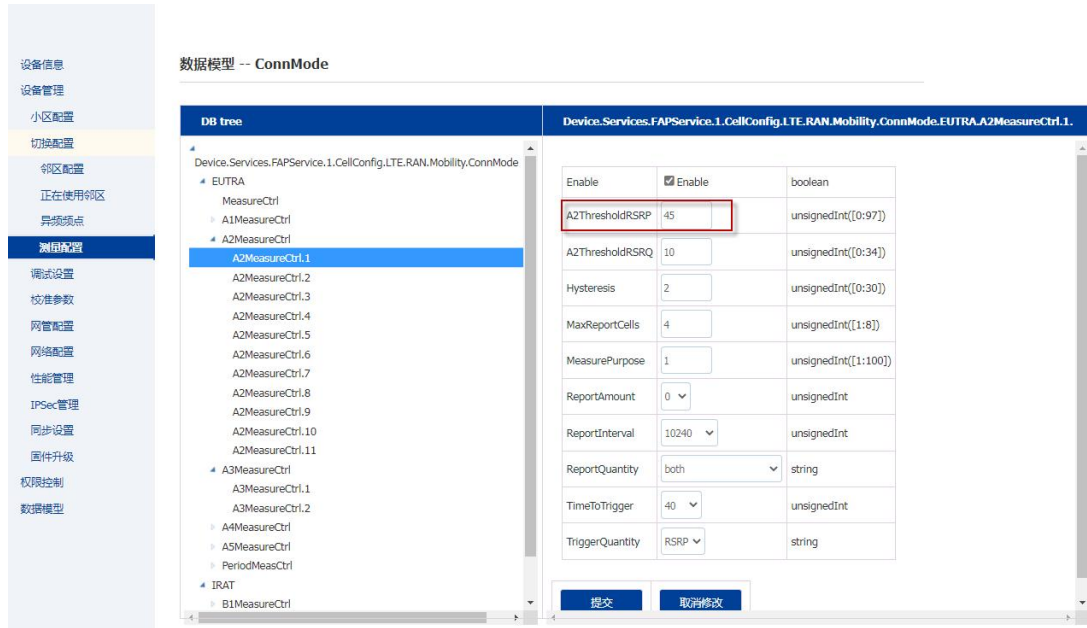 设备信息
设备管理
小区配置
切换配置
邻区配置
正在使用邻区
异频频点
测量配置
调试设置
校准参数
网管配置
网络配置
性能管理
IPSec管理
同步设置
固件升级
权限控制
数据模型
数据模型 -- ConnMode
DB tree
Device.Services.FAPService.1.CellConfig.LTE.RAN.Mobility.ConnMode
EUTRA
MeasureCtrl
A1MeasureCtrl
A2MeasureCtrl
A2MeasureCtrl.1
A2MeasureCtrl.2
A2MeasureCtrl.3
A2MeasureCtrl.4
A2MeasureCtrl.5
A2MeasureCtrl.6
A2MeasureCtrl.7
A2MeasureCtrl.8
A2MeasureCtrl.9
A2MeasureCtrl.10
A2MeasureCtrl.11
A3MeasureCtrl
A3MeasureCtrl.1
A3MeasureCtrl.2
A4MeasureCtrl
A5MeasureCtrl
PeriodMeasCtrl
IRAT
B1MeasureCtrl
Device.Services.FAPService.1.CellConfig.LTE.RAN.Mobility.ConnMode.EUTRA.A2MeasureCtrl.1.
Enable Enable boolean
A2ThresholdRSRP 45 unsignedInt([0:97])
A2ThresholdRSRQ 10 unsignedInt([0:34])
Hysteresis 2 unsignedInt([0:30])
MaxReportCells 4 unsignedInt([1:8])
MeasurePurpose 1 unsignedInt([1:100])
ReportAmount 0 unsignedInt
ReportInterval 10240 unsignedInt
ReportQuantity both string
TimeToTrigger 40 unsignedInt
TriggerQuantity RSRP string
提交 取消修改